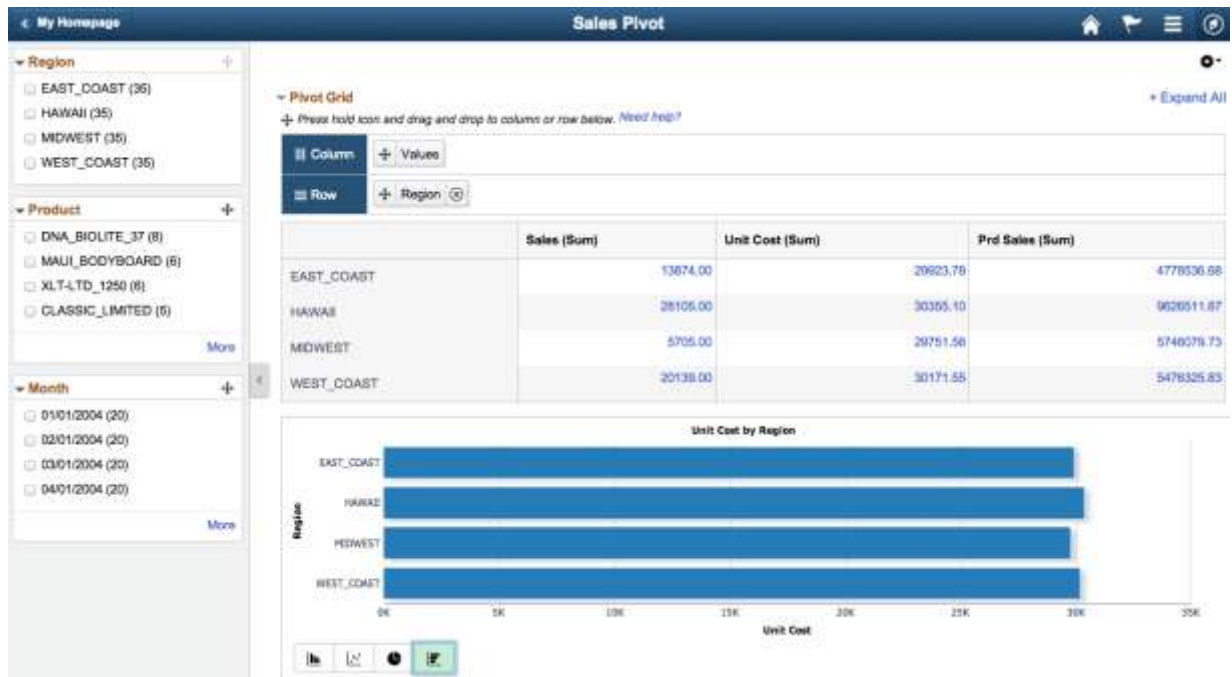 My Homepage
Sales Pivot
Region
EAST_COAST (35)
HAWAII (35)
MIDWEST (35)
WEST_COAST (35)
Product
DNA_BIOLITE_37 (8)
MAUI_BODYBOARD (6)
XLT-LTD_1250 (6)
CLASSIC_LIMITED (5)
More
Month
01/01/2004 (20)
02/01/2004 (20)
03/01/2004 (20)
04/01/2004 (20)
More
Pivot Grid
+ Expand All
Press hold icon and drag and drop to column or row below. Need help?
Column Values
Row Region
Sales (Sum) Unit Cost (Sum) Prd Sales (Sum)
EAST_COAST 13874.00 29923.78 4778536.68
HAWAII 28105.00 30365.10 9626511.87
MIDWEST 5705.00 29751.56 5746079.73
WEST_COAST 20139.00 30171.55 5476325.83
Unit Cost by Region
Region
EAST_COAST
HAWAII
MIDWEST
WEST_COAST
0K 5K 10K 15K 20K 25K 30K 35K
Unit Cost